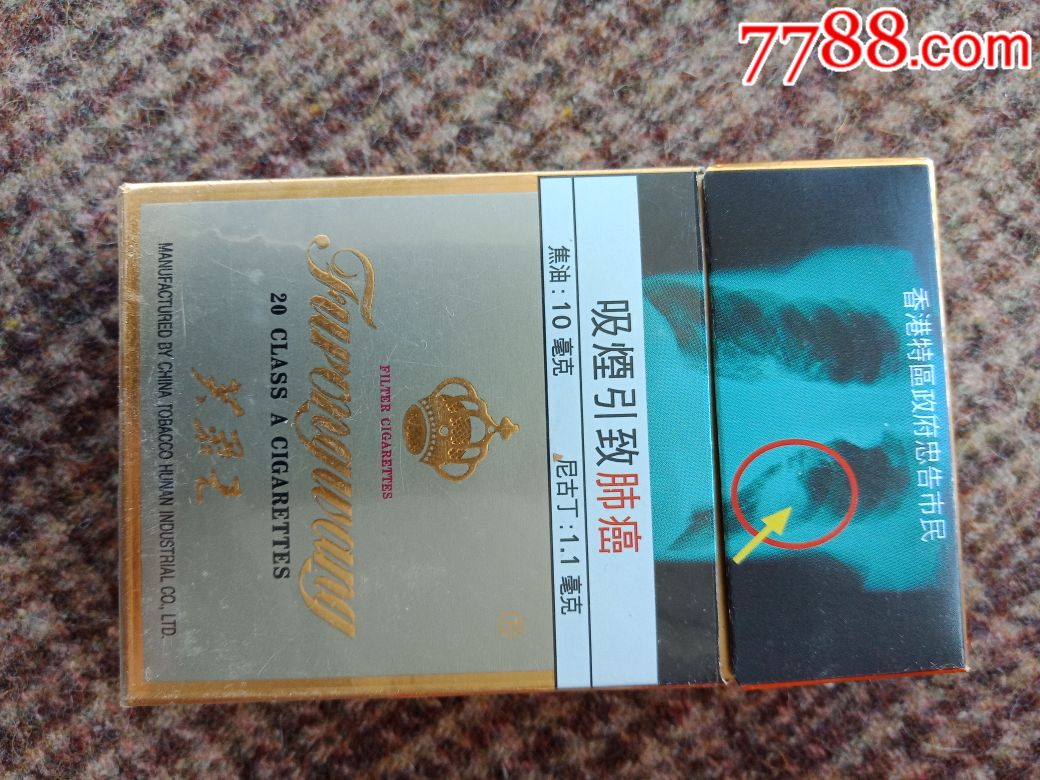 7788.com
香港特區政府忠告市民
吸煙引致肺癌
焦油:10 毫克 尼古丁:1.1 毫克
FILTER CIGARETTES
Furongwang
20 CLASS A CIGARETTES
芙蓉王
MANUFACTURED BY CHINA TOBACCO HUNAN INDUSTRIAL CO., LTD.